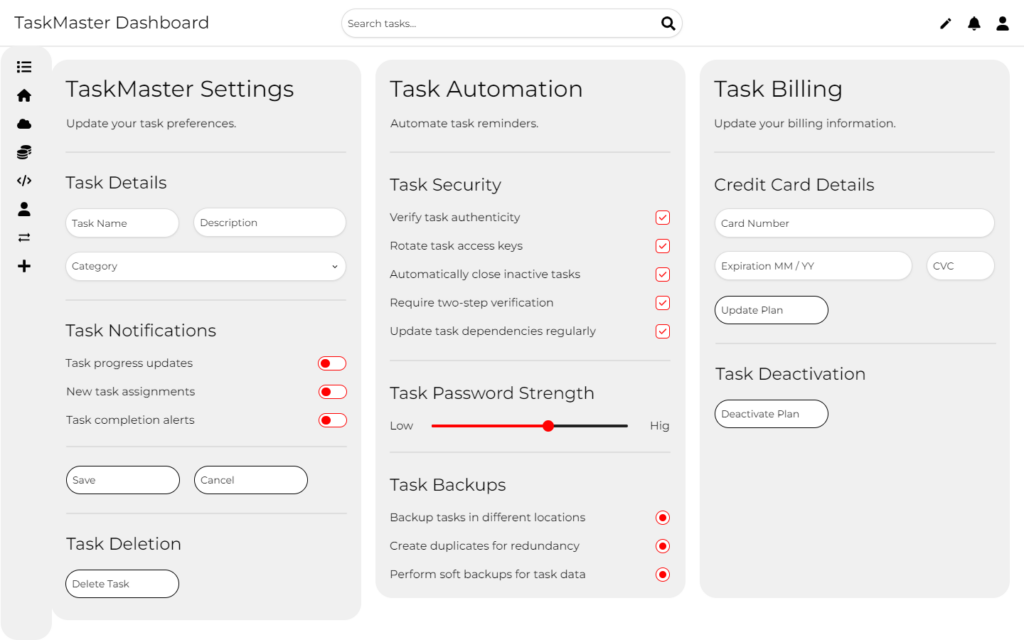 TaskMaster Dashboard
Search tasks...
TaskMaster Settings
Update your task preferences.
Task Details
Task Name
Description
Category
Task Notifications
Task progress updates
New task assignments
Task completion alerts
Save
Cancel
Task Deletion
Delete Task
Task Automation
Automate task reminders.
Task Security
Verify task authenticity
Rotate task access keys
Automatically close inactive tasks
Require two-step verification
Update task dependencies regularly
Task Password Strength
Low
Hig
Task Backups
Backup tasks in different locations
Create duplicates for redundancy
Perform soft backups for task data
Task Billing
Update your billing information.
Credit Card Details
Card Number
Expiration MM / YY
CVC
Update Plan
Task Deactivation
Deactivate Plan